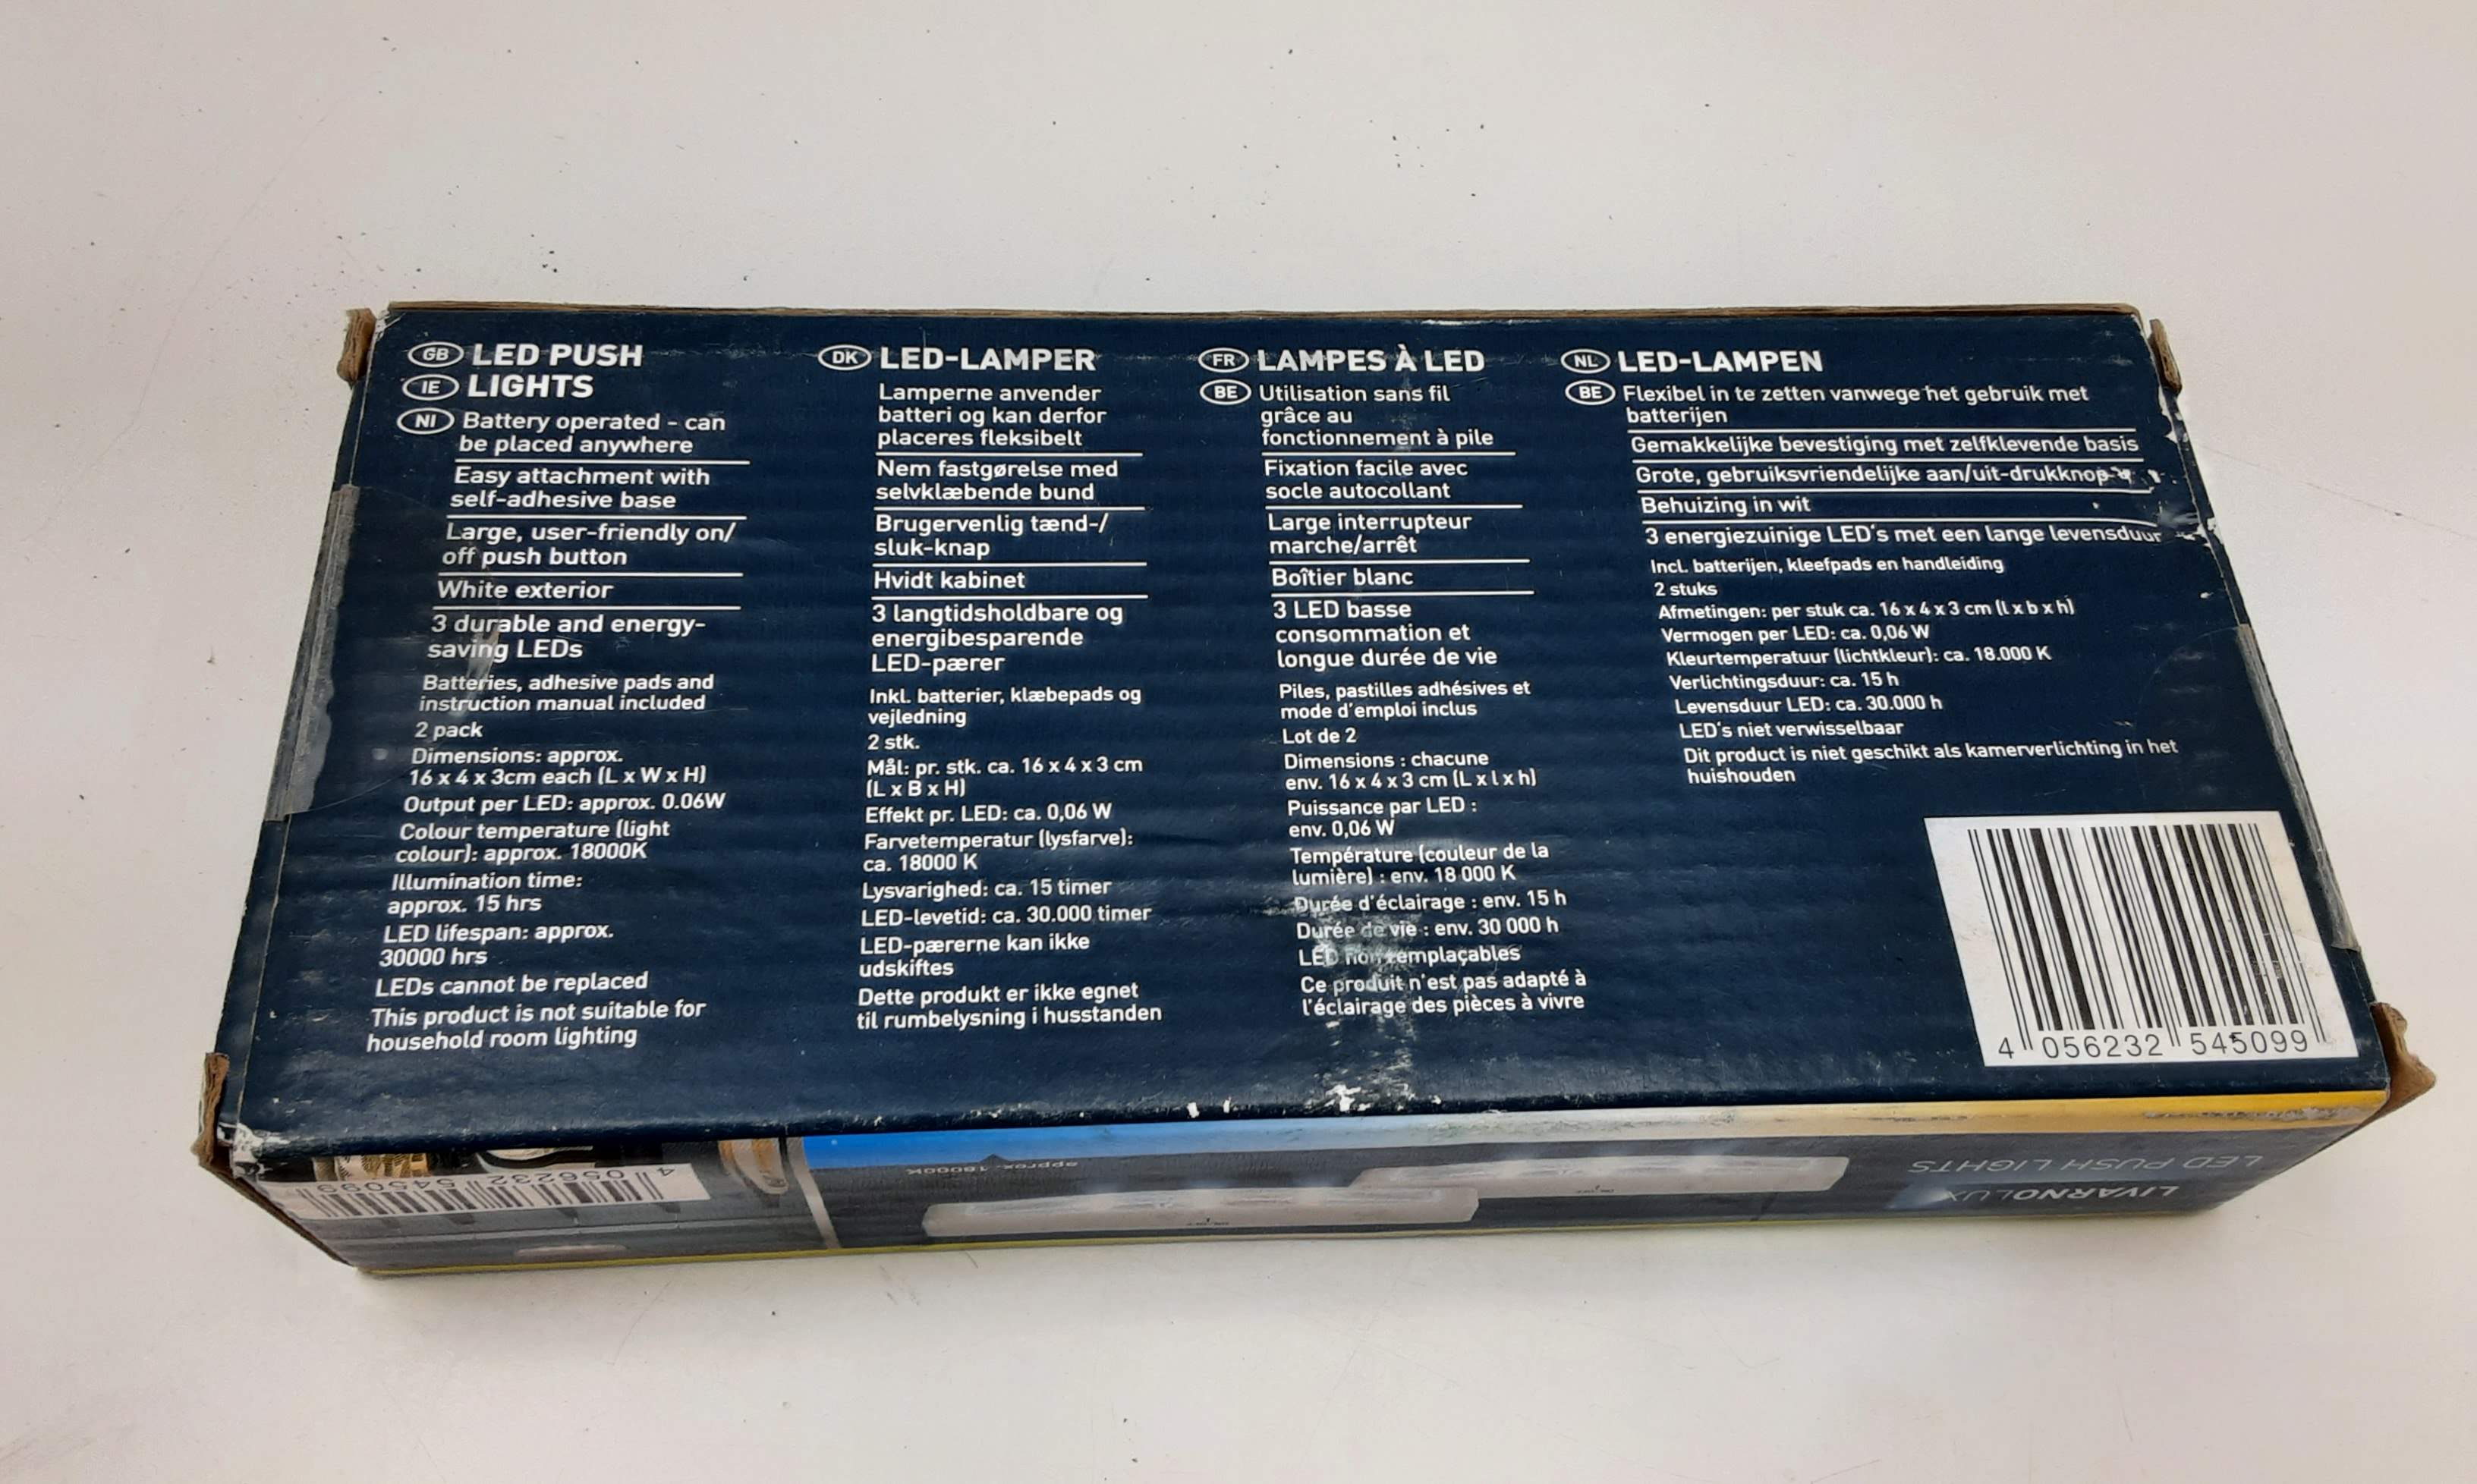 GB LED PUSH
IE LIGHTS
NI Battery operated - can
be placed anywhere
Easy attachment with
self-adhesive base
Large, user-friendly on/
off push button
White exterior
3 durable and energy-
saving LEDs
Batteries, adhesive pads and
instruction manual included
2 pack
Dimensions: approx.
16 x 4 x 3cm each (L x W x H)
Output per LED: approx. 0.06W
Colour temperature (light
colour): approx. 18000K
Illumination time:
approx. 15 hrs
LED lifespan: approx.
30000 hrs
LEDs cannot be replaced
This product is not suitable for
household room lighting
DK LED-LAMPER
Lamperne anvender
batteri og kan derfor
placeres fleksibelt
Nem fastgørelse med
selvklæbende bund
Brugervenlig tænd-/
sluk-knap
Hvidt kabinet
3 langtidsholdbare og
energibesparende
LED-pærer
Inkl. batterier, klæbepads og
vejledning
2 stk.
Mål: pr. stk. ca. 16 x 4 x 3 cm
(L x B x H)
Effekt pr. LED: ca. 0,06 W
Farvetemperatur (lysfarve):
ca. 18000 K
Lysvarighed: ca. 15 timer
LED-levetid: ca. 30.000 timer
LED-pærerne kan ikke
udskiftes
Dette produkt er ikke egnet
til rumbelysning i husstanden
FR LAMPES À LED
BE Utilisation sans fil
grâce au
fonctionnement à pile
Fixation facile avec
socle autocollant
Large interrupteur
marche/arrêt
Boîtier blanc
3 LED basse
consommation et
longue durée de vie
Piles, pastilles adhésives et
mode d'emploi inclus
Lot de 2
Dimensions : chacune
env. 16 x 4 x 3 cm (L x l x h)
Puissance par LED :
env. 0,06 W
Température (couleur de la
lumière) : env. 18 000 K
Durée d'éclairage : env. 15 h
Durée de vie : env. 30 000 h
LED non remplaçables
Ce produit n'est pas adapté à
l'éclairage des pièces à vivre
NL LED-LAMPEN
BE Flexibel in te zetten vanwege het gebruik met
batterijen
Gemakkelijke bevestiging met zelfklevende basis
Grote, gebruiksvriendelijke aan/uit-drukknop
Behuizing in wit
3 energiezuinige LED's met een lange levensduur
Incl. batterijen, kleefpads en handleiding
2 stuks
Afmetingen: per stuk ca. 16 x 4 x 3 cm (l x b x h)
Vermogen per LED: ca. 0,06 W
Kleurtemperatuur (lichtkleur): ca. 18.000 K
Verlichtingsduur: ca. 15 h
Levensduur LED: ca. 30.000 h
LED's niet verwisselbaar
Dit product is niet geschikt als kamerverlichting in het
huishouden
4 056232 545099
4 056232 545099
approx. 18000K
LED PUSH LIGHTS
LIVARNOLUX